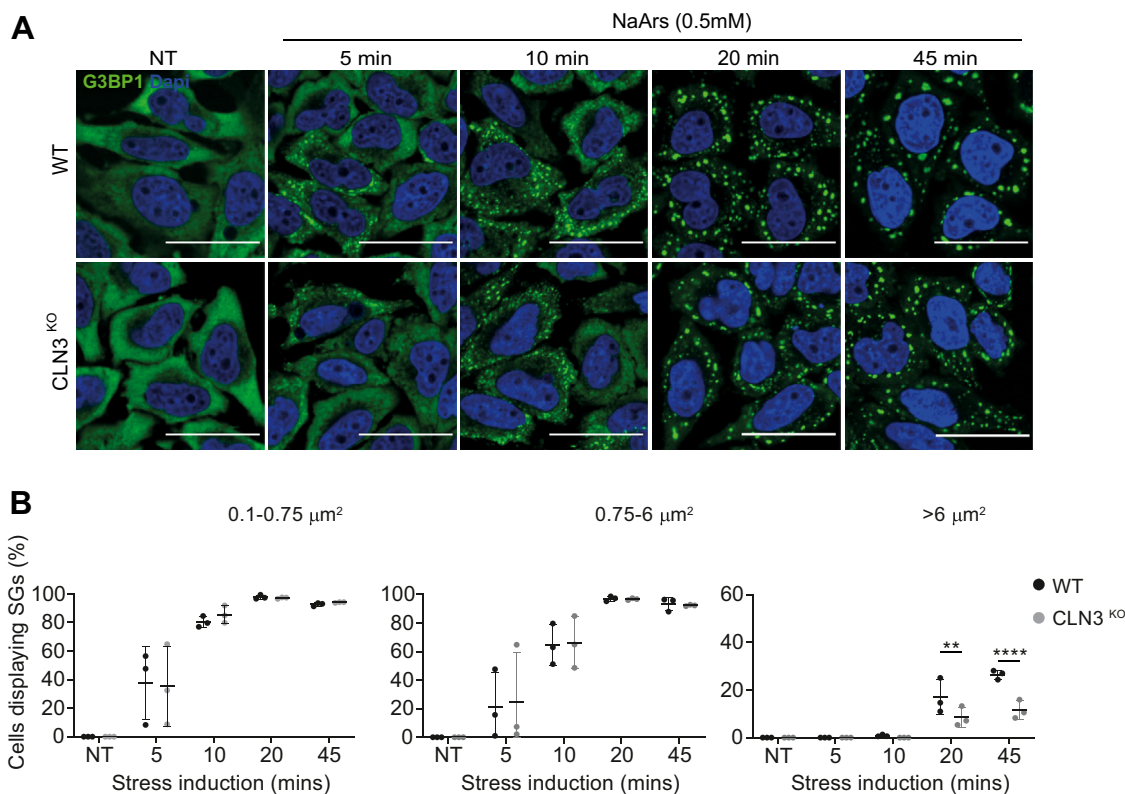 A
NaArs (0.5mM)
NT 5 min 10 min 20 min 45 min
G3BP1 Dapi
WT
CLN3 KO
B
0.1-0.75 μm² 0.75-6 μm² >6 μm²
Cells displaying SGs (%)
100 80 60 40 20 0
100 80 60 40 20 0
60 40 20 0
** ****
WT
CLN3 KO
NT 5 10 20 45 NT 5 10 20 45 NT 5 10 20 45
Stress induction (mins) Stress induction (mins) Stress induction (mins)